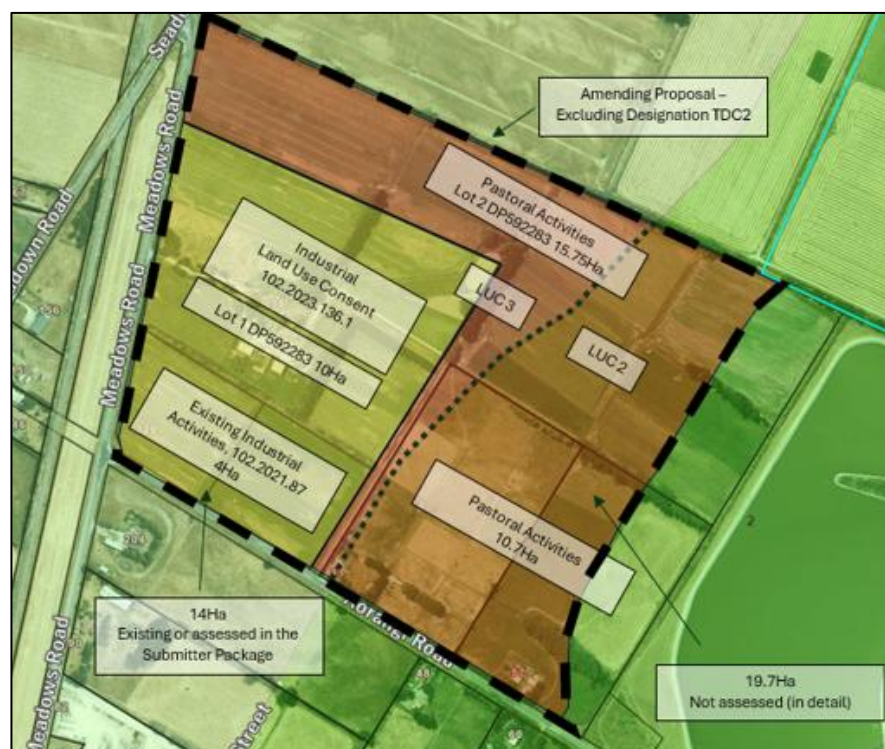 Meadows Road
Amending Proposal –
Excluding Designation TDC2
Pastoral Activities
Lot 2 DP592283 15.75Ha
Industrial
Land Use Consent
102.2023.136.1
LUC 3
Lot 1 DP592283 10Ha
LUC 2
Meadows Road
Existing Industrial
Activities, 102.2021.87
4Ha
Pastoral Activities
10.7Ha
2
14Ha
Existing or assessed in the
Submitter Package
Road
19.7Ha
Not assessed (in detail)
Meadows Road
Street